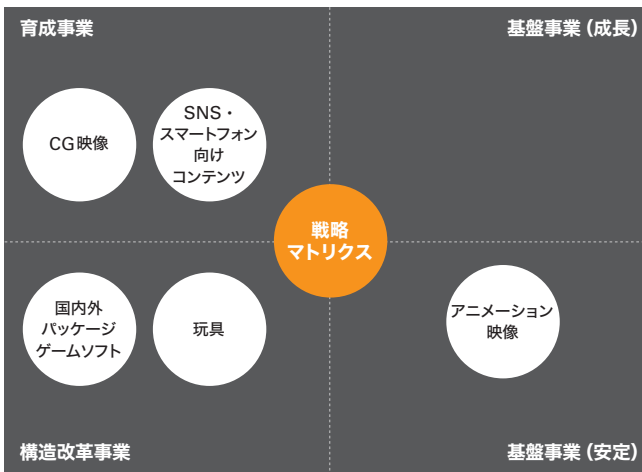 育成事業
基盤事業（成長）
CG映像
SNS・
スマートフォン
向け
コンテンツ
戦略
マトリクス
国内外
パッケージ
ゲームソフト
玩具
アニメーション
映像
構造改革事業
基盤事業（安定）